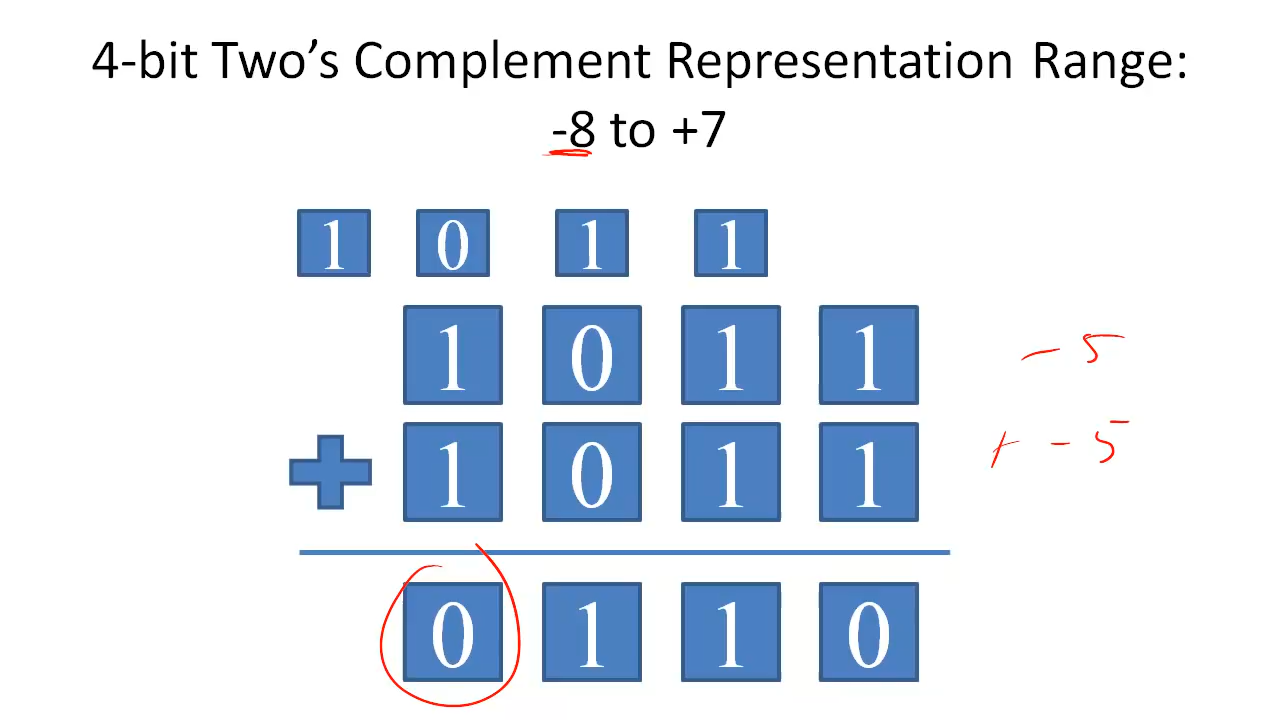 4-bit Two’s Complement Representation Range:
-8 to +7
1 0 1 1
1 0 1 1 - 5
+ 1 0 1 1 + - 5
0 1 1 0